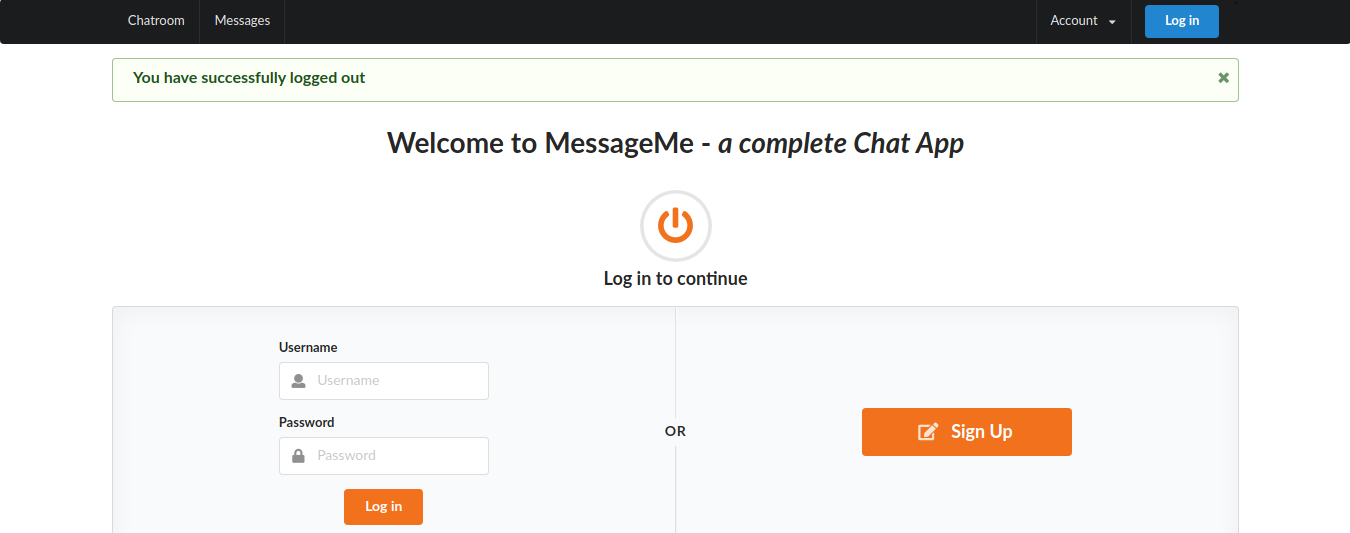 Chatroom Messages Account Log in
You have successfully logged out
Welcome to MessageMe - a complete Chat App
Log in to continue
Username
Username
Password
Password
Log in
OR
Sign Up